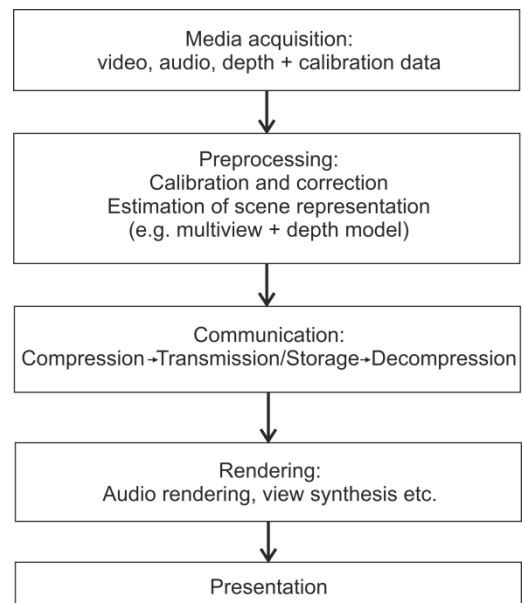 Media acquisition:
video, audio, depth + calibration data
Preprocessing:
Calibration and correction
Estimation of scene representation
(e.g. multiview + depth model)
Communication:
Compression→Transmission/Storage→Decompression
Rendering:
Audio rendering, view synthesis etc.
Presentation